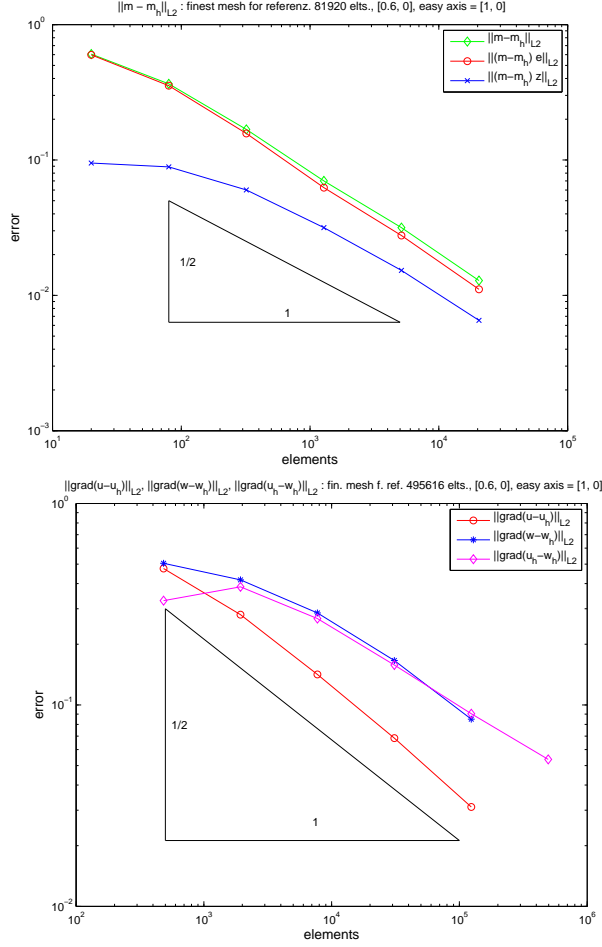 ||m − m_h||_L2 : finest mesh for referenz. 81920 elts., [0.6, 0], easy axis = [1, 0]
10^0
||m−m_h||_L2
||(m−m_h) e||_L2
||(m−m_h) z||_L2
10^−1
error
1/2
10^−2
1
10^−3
10^1
10^2
10^3
10^4
10^5
elements
||grad(u−u_h)||_L2, ||grad(w−w_h)||_L2, ||grad(u_h−w_h)||_L2 : fin. mesh f. ref. 495616 elts., [0.6, 0], easy axis = [1, 0]
10^0
||grad(u−u_h)||_L2
||grad(w−w_h)||_L2
||grad(u_h−w_h)||_L2
error
10^−1
1/2
1
10^−2
10^2
10^3
10^4
10^5
10^6
elements